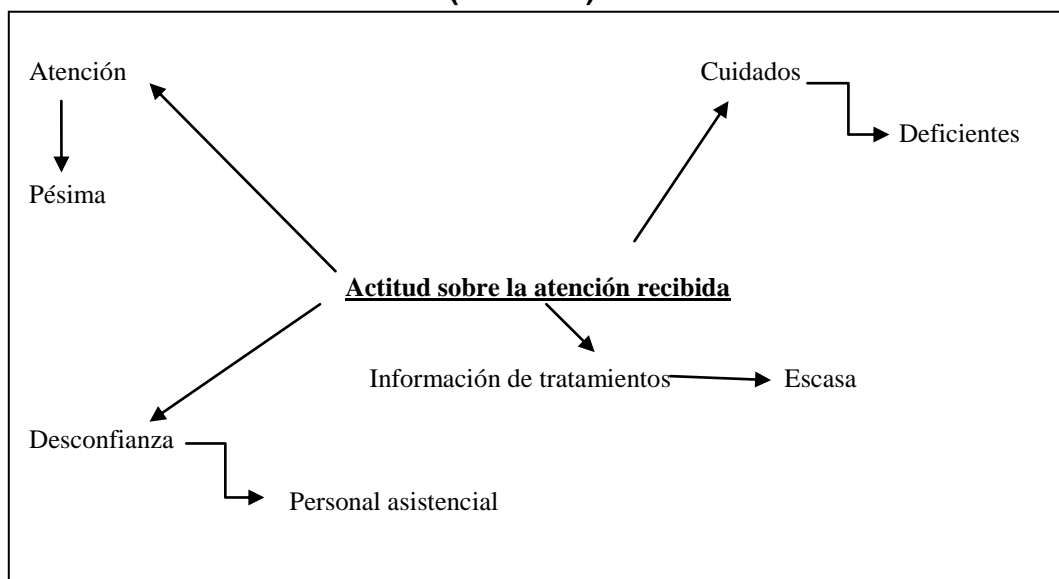 Atención
Cuidados
Deficientes
Pésima
Actitud sobre la atención recibida
Información de tratamientos
Escasa
Desconfianza
Personal asistencial